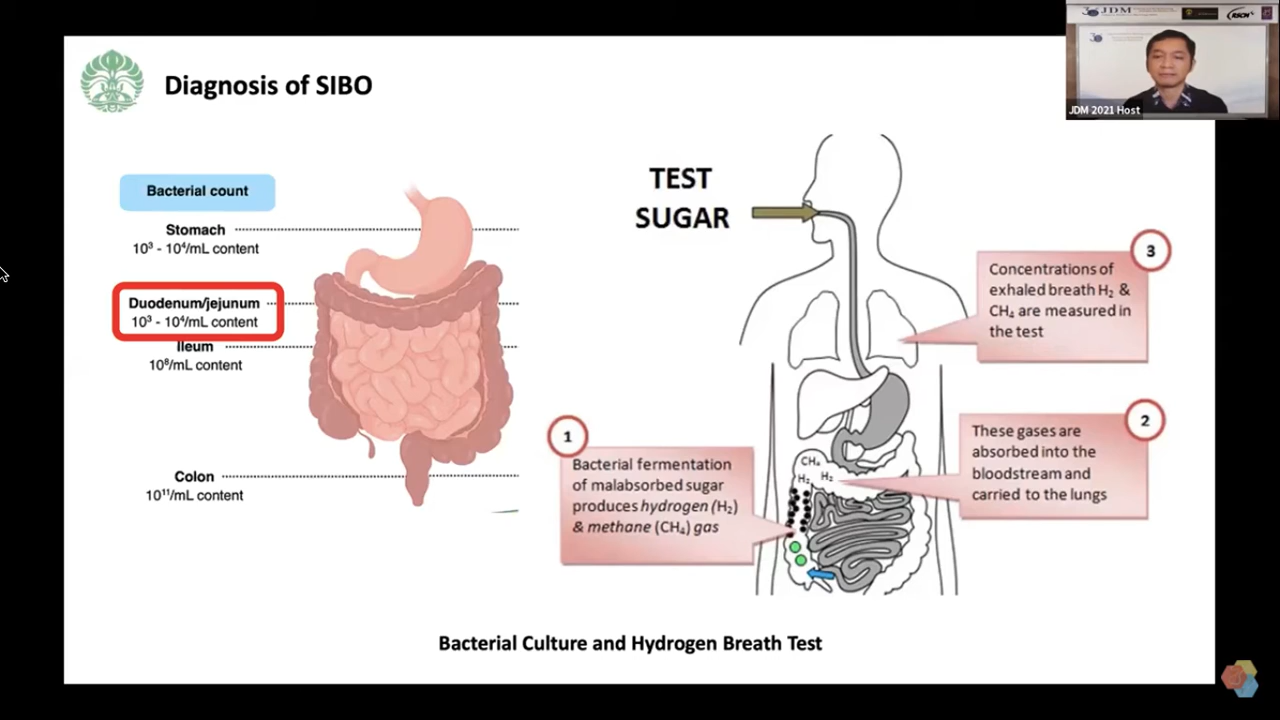 Diagnosis of SIBO
JDM
RSCM
JDM 2021 Host
Bacterial count
Stomach
10³ - 10⁴/mL content
Duodenum/jejunum
10³ - 10⁴/mL content
Ileum
10⁸/mL content
Colon
10¹¹/mL content
TEST
SUGAR
3
Concentrations of
exhaled breath H₂ &
CH₄ are measured in
the test
2
These gases are
absorbed into the
bloodstream and
carried to the lungs
1
Bacterial fermentation
of malabsorbed sugar
produces hydrogen (H₂)
& methane (CH₄) gas
CH₄
H₂ H₂
Bacterial Culture and Hydrogen Breath Test